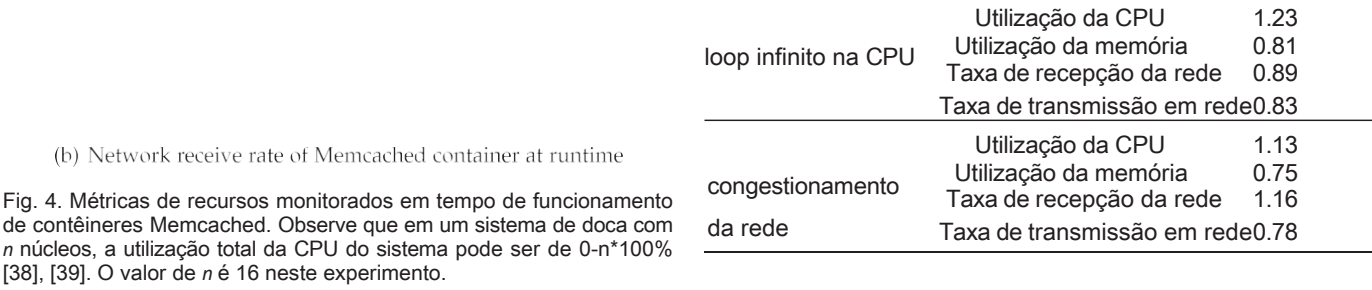 (b) Network receive rate of Memcached container at runtime
Fig. 4. Métricas de recursos monitorados em tempo de funcionamento
de contêineres Memcached. Observe que em um sistema de doca com
n núcleos, a utilização total da CPU do sistema pode ser de 0-n*100%
[38], [39]. O valor de n é 16 neste experimento.
Utilização da CPU 1.23
loop infinito na CPU Utilização da memória 0.81
Taxa de recepção da rede 0.89
Taxa de transmissão em rede0.83
Utilização da CPU 1.13
congestionamento Utilização da memória 0.75
Taxa de recepção da rede 1.16
da rede Taxa de transmissão em rede0.78